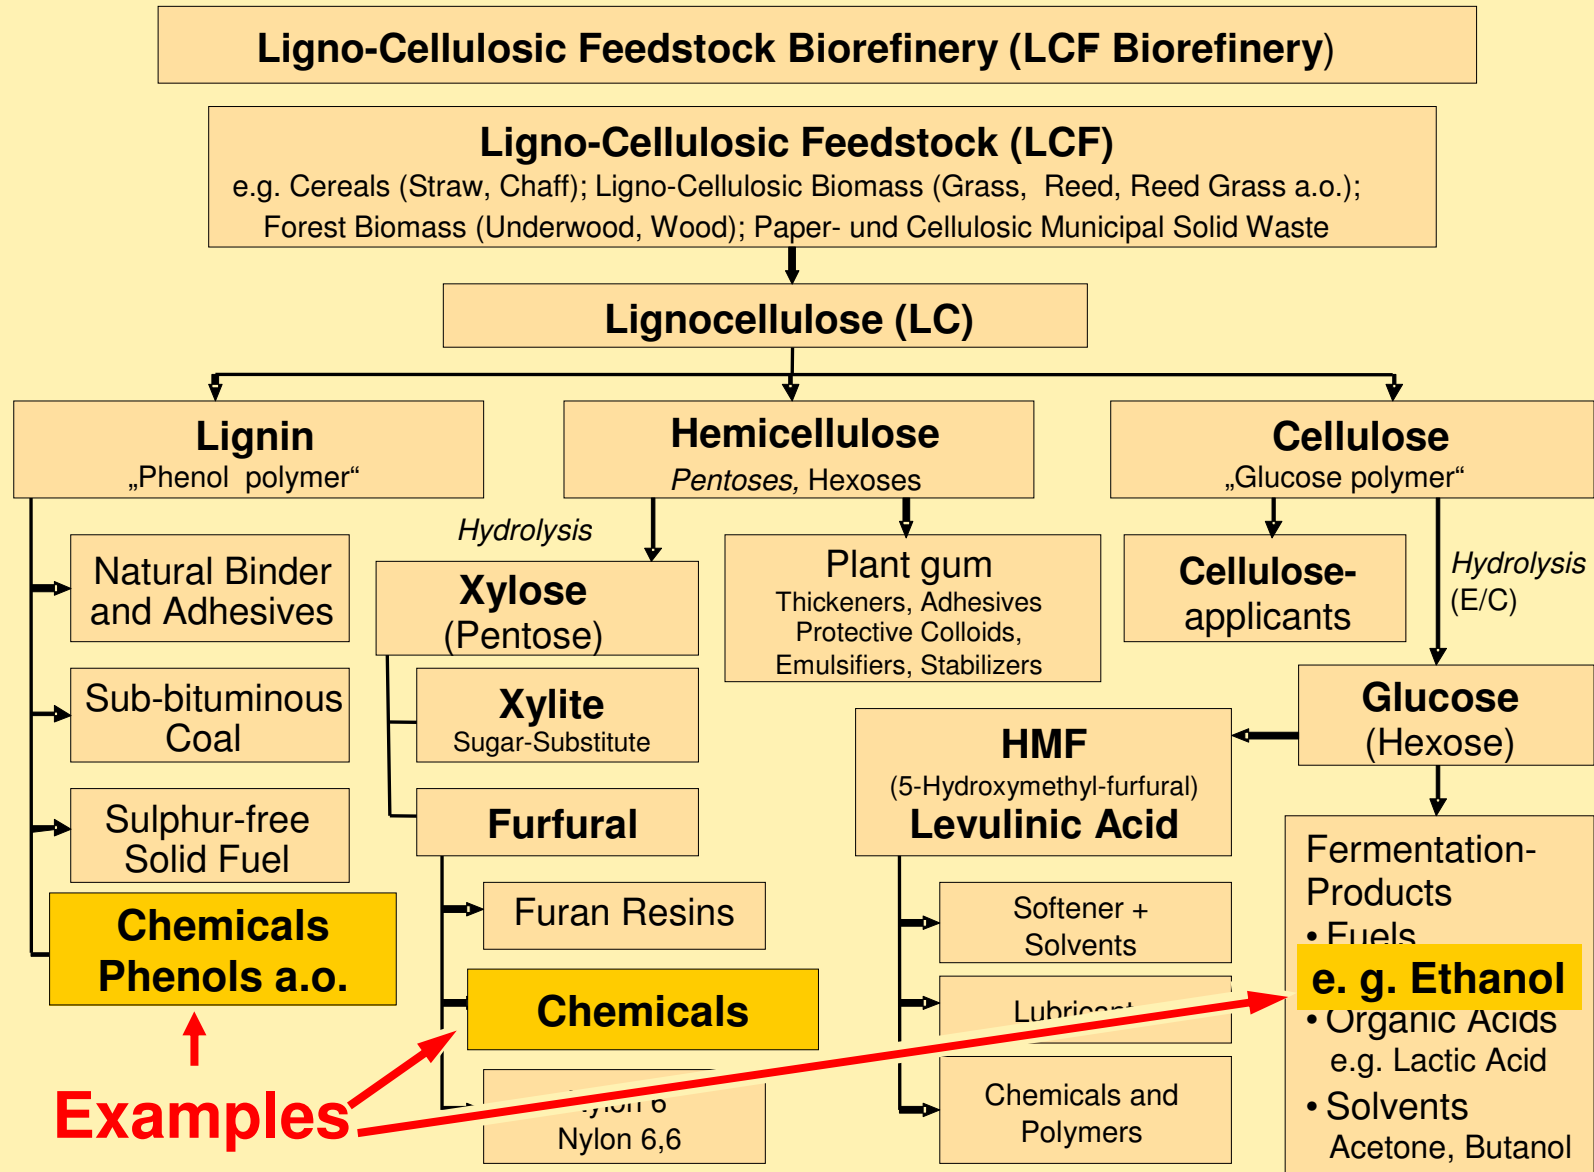 Ligno-Cellulosic Feedstock Biorefinery (LCF Biorefinery)
Ligno-Cellulosic Feedstock (LCF)
e.g. Cereals (Straw, Chaff); Ligno-Cellulosic Biomass (Grass, Reed, Reed Grass a.o.);
Forest Biomass (Underwood, Wood); Paper- und Cellulosic Municipal Solid Waste
Lignocellulose (LC)
Lignin
„Phenol polymer“
Hemicellulose
Pentoses, Hexoses
Cellulose
„Glucose polymer“
Hydrolysis
Natural Binder
and Adhesives
Sub-bituminous
Coal
Sulphur-free
Solid Fuel
Chemicals
Phenols a.o.
Xylose
(Pentose)
Xylite
Sugar-Substitute
Furfural
Furan Resins
Chemicals
Nylon 6
Nylon 6,6
Plant gum
Thickeners, Adhesives
Protective Colloids,
Emulsifiers, Stabilizers
Cellulose-
applicants
Hydrolysis
(E/C)
Glucose
(Hexose)
HMF
(5-Hydroxymethyl-furfural)
Levulinic Acid
Softener +
Solvents
Chemicals and
Polymers
Fermentation-
Products
• Fuels
e. g. Ethanol
• Organic Acids
e.g. Lactic Acid
• Solvents
Acetone, Butanol
Examples